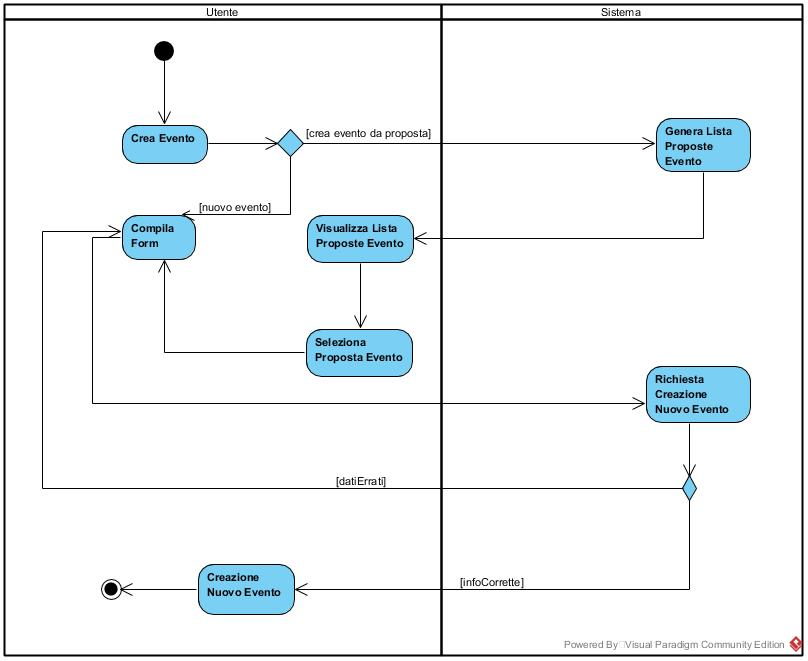 Utente
Sistema
Crea Evento
[crea evento da proposta]
Genera Lista
Proposte
Evento
[nuovo evento]
Compila
Form
Visualizza Lista
Proposte Evento
Seleziona
Proposta Evento
Richiesta
Creazione
Nuovo Evento
[datiErrati]
[infoCorrette]
Creazione
Nuovo Evento
Powered By Visual Paradigm Community Edition